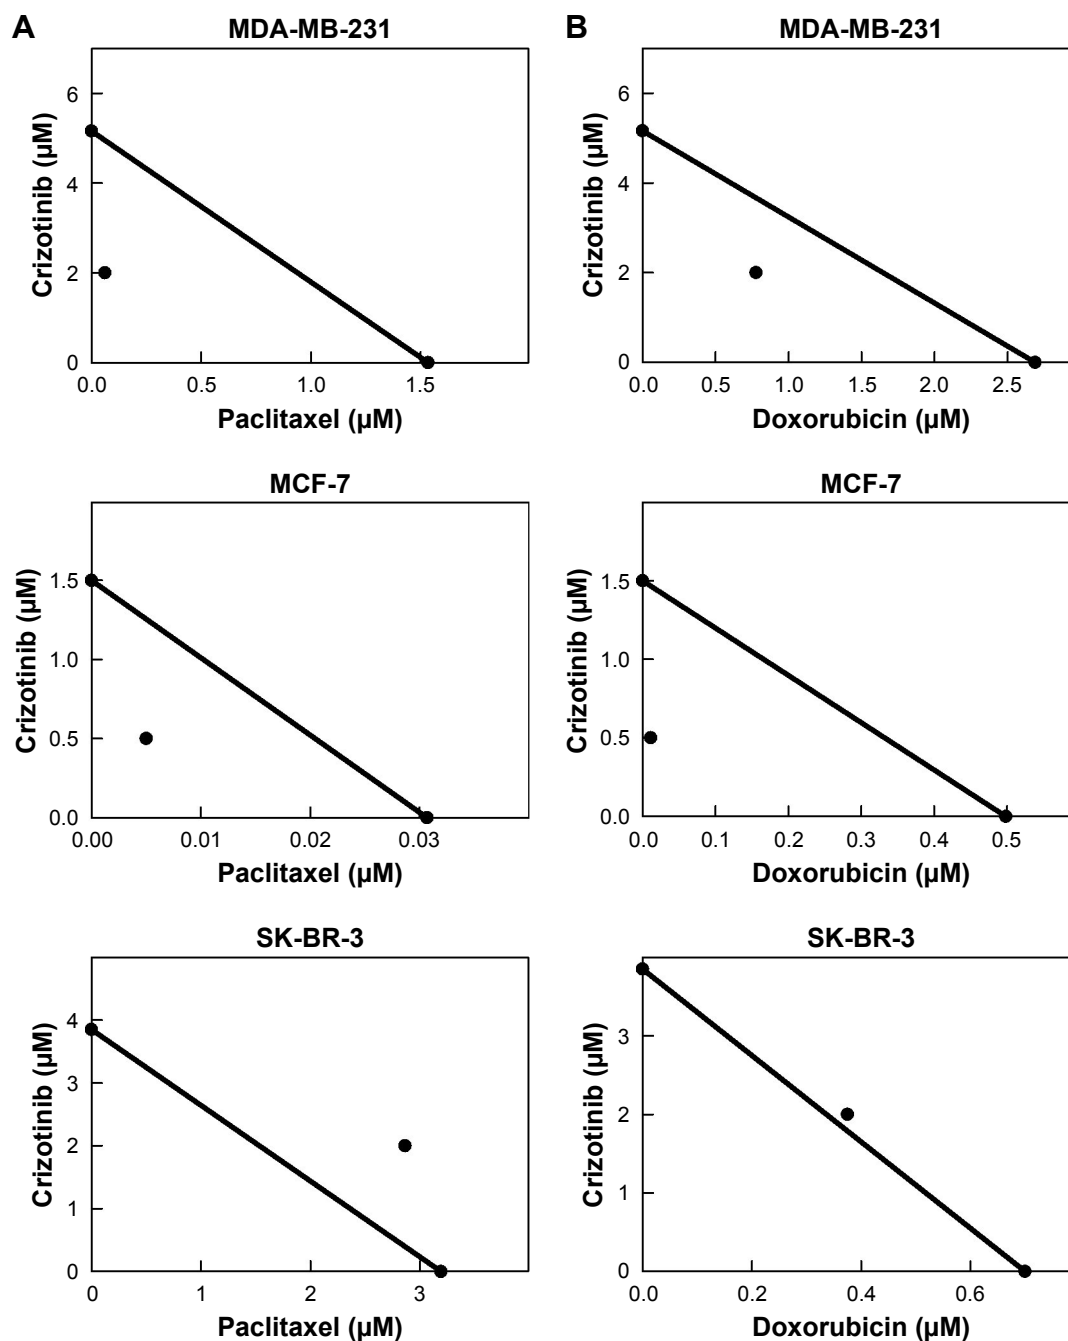 A
MDA-MB-231
6
4
2
0
Crizotinib (µM)
0.0 0.5 1.0 1.5
Paclitaxel (µM)
B
MDA-MB-231
6
4
2
0
Crizotinib (µM)
0.0 0.5 1.0 1.5 2.0 2.5
Doxorubicin (µM)
MCF-7
1.5
1.0
0.5
0.0
Crizotinib (µM)
0.00 0.01 0.02 0.03
Paclitaxel (µM)
MCF-7
1.5
1.0
0.5
0.0
Crizotinib (µM)
0.0 0.1 0.2 0.3 0.4 0.5
Doxorubicin (µM)
SK-BR-3
4
3
2
1
0
Crizotinib (µM)
0 1 2 3
Paclitaxel (µM)
SK-BR-3
3
2
1
0
Crizotinib (µM)
0.0 0.2 0.4 0.6
Doxorubicin (µM)